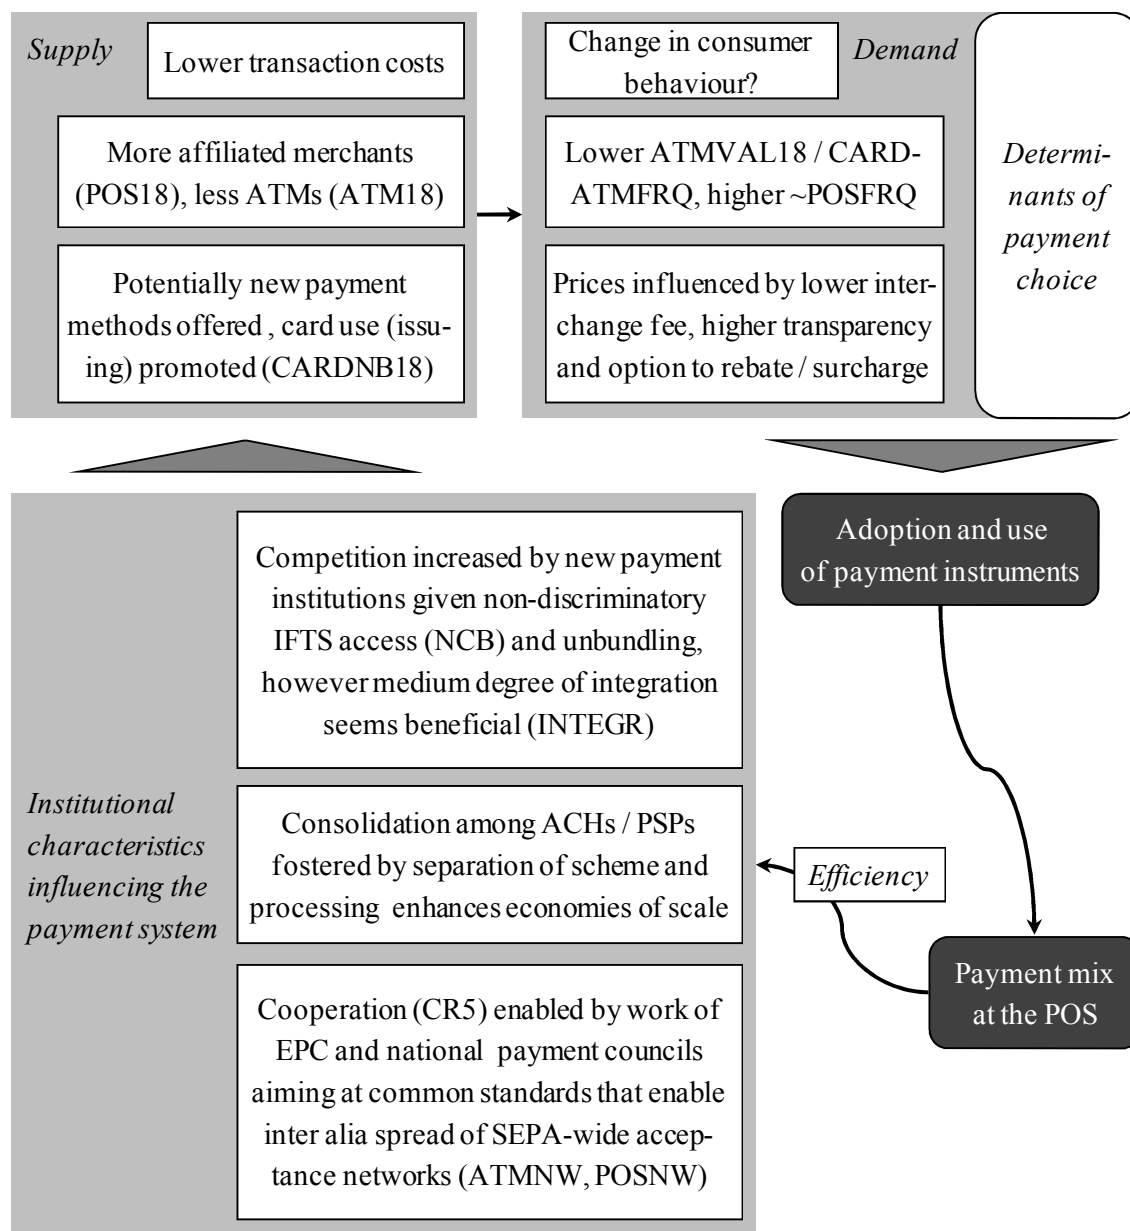 Supply
Lower transaction costs
More affiliated merchants
(POS18), less ATMs (ATM18)
Potentially new payment
methods offered , card use (issu-
ing) promoted (CARDNB18)
Change in consumer
behaviour?
Demand
Lower ATMVAL18 / CARD-
ATMFRQ, higher ~POSFRQ
Prices influenced by lower inter-
change fee, higher transparency
and option to rebate / surcharge
Determi-
nants of
payment
choice
Institutional
characteristics
influencing the
payment system
Competition increased by new payment
institutions given non-discriminatory
IFTS access (NCB) and unbundling,
however medium degree of integration
seems beneficial (INTEGR)
Consolidation among ACHs / PSPs
fostered by separation of scheme and
processing enhances economies of scale
Cooperation (CR5) enabled by work of
EPC and national payment councils
aiming at common standards that enable
inter alia spread of SEPA-wide accep-
tance networks (ATMNW, POSNW)
Adoption and use
of payment instruments
Efficiency
Payment mix
at the POS